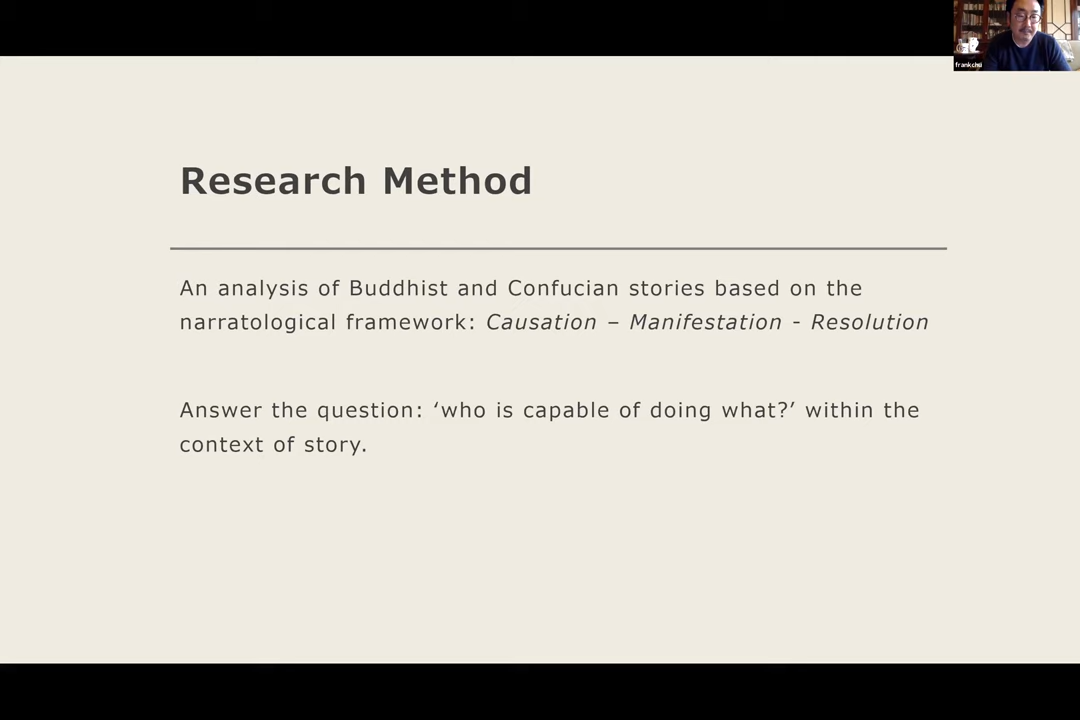 frankchu
Research Method
An analysis of Buddhist and Confucian stories based on the
narratological framework: Causation – Manifestation - Resolution
Answer the question: ‘who is capable of doing what?’ within the
context of story.